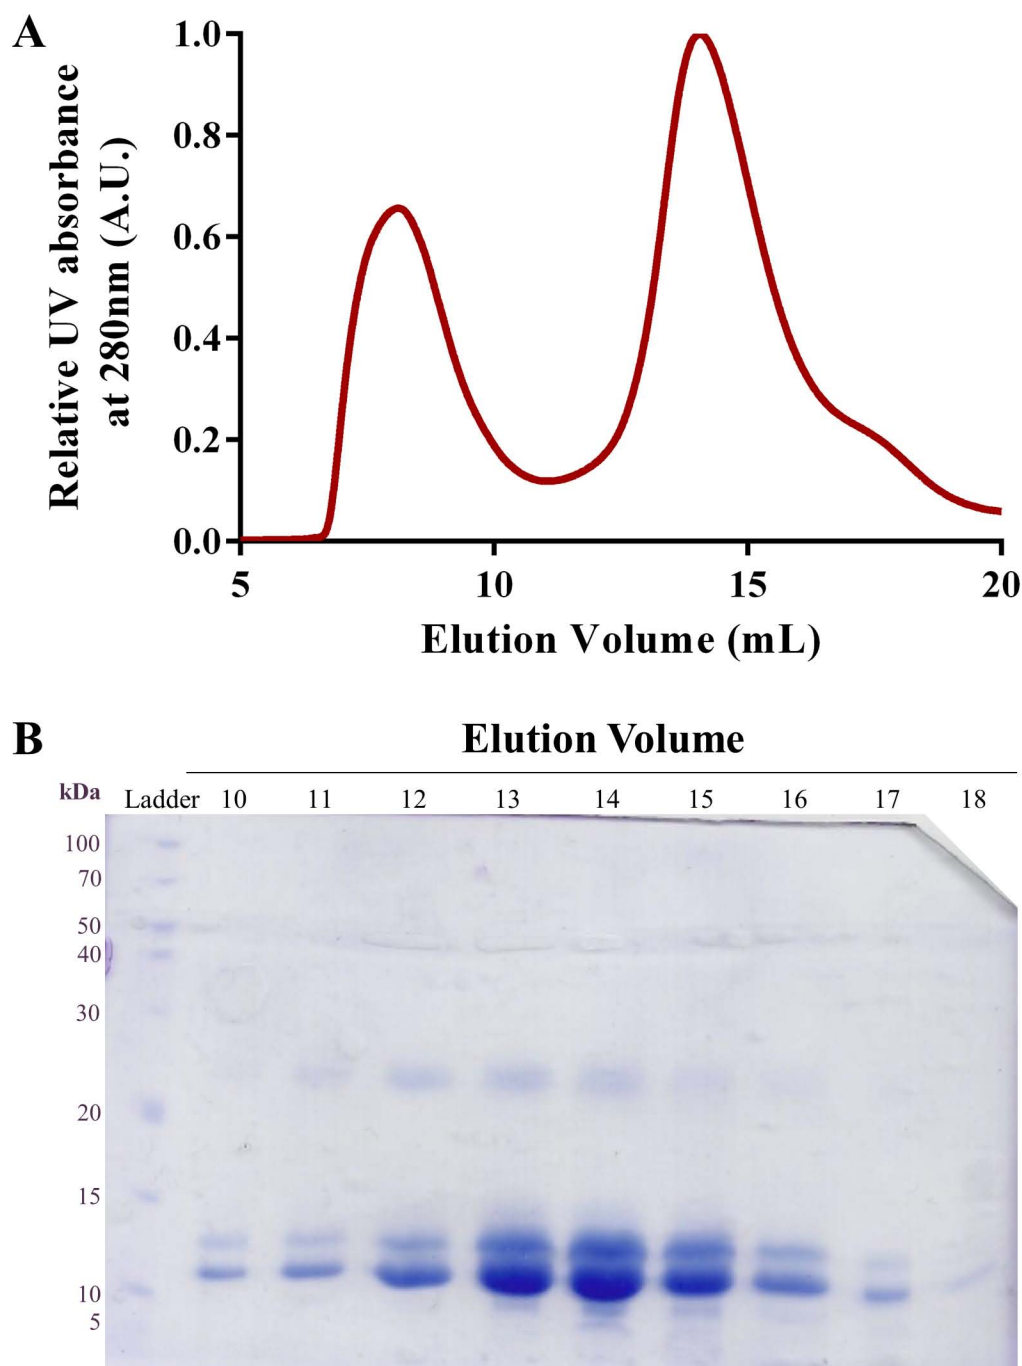 A
Relative UV absorbance
at 280nm (A.U.)
1.0
0.8
0.6
0.4
0.2
0.0
5 10 15 20
Elution Volume (mL)
B
Elution Volume
kDa Ladder 10 11 12 13 14 15 16 17 18
100
70
50
40
30
20
15
10
5